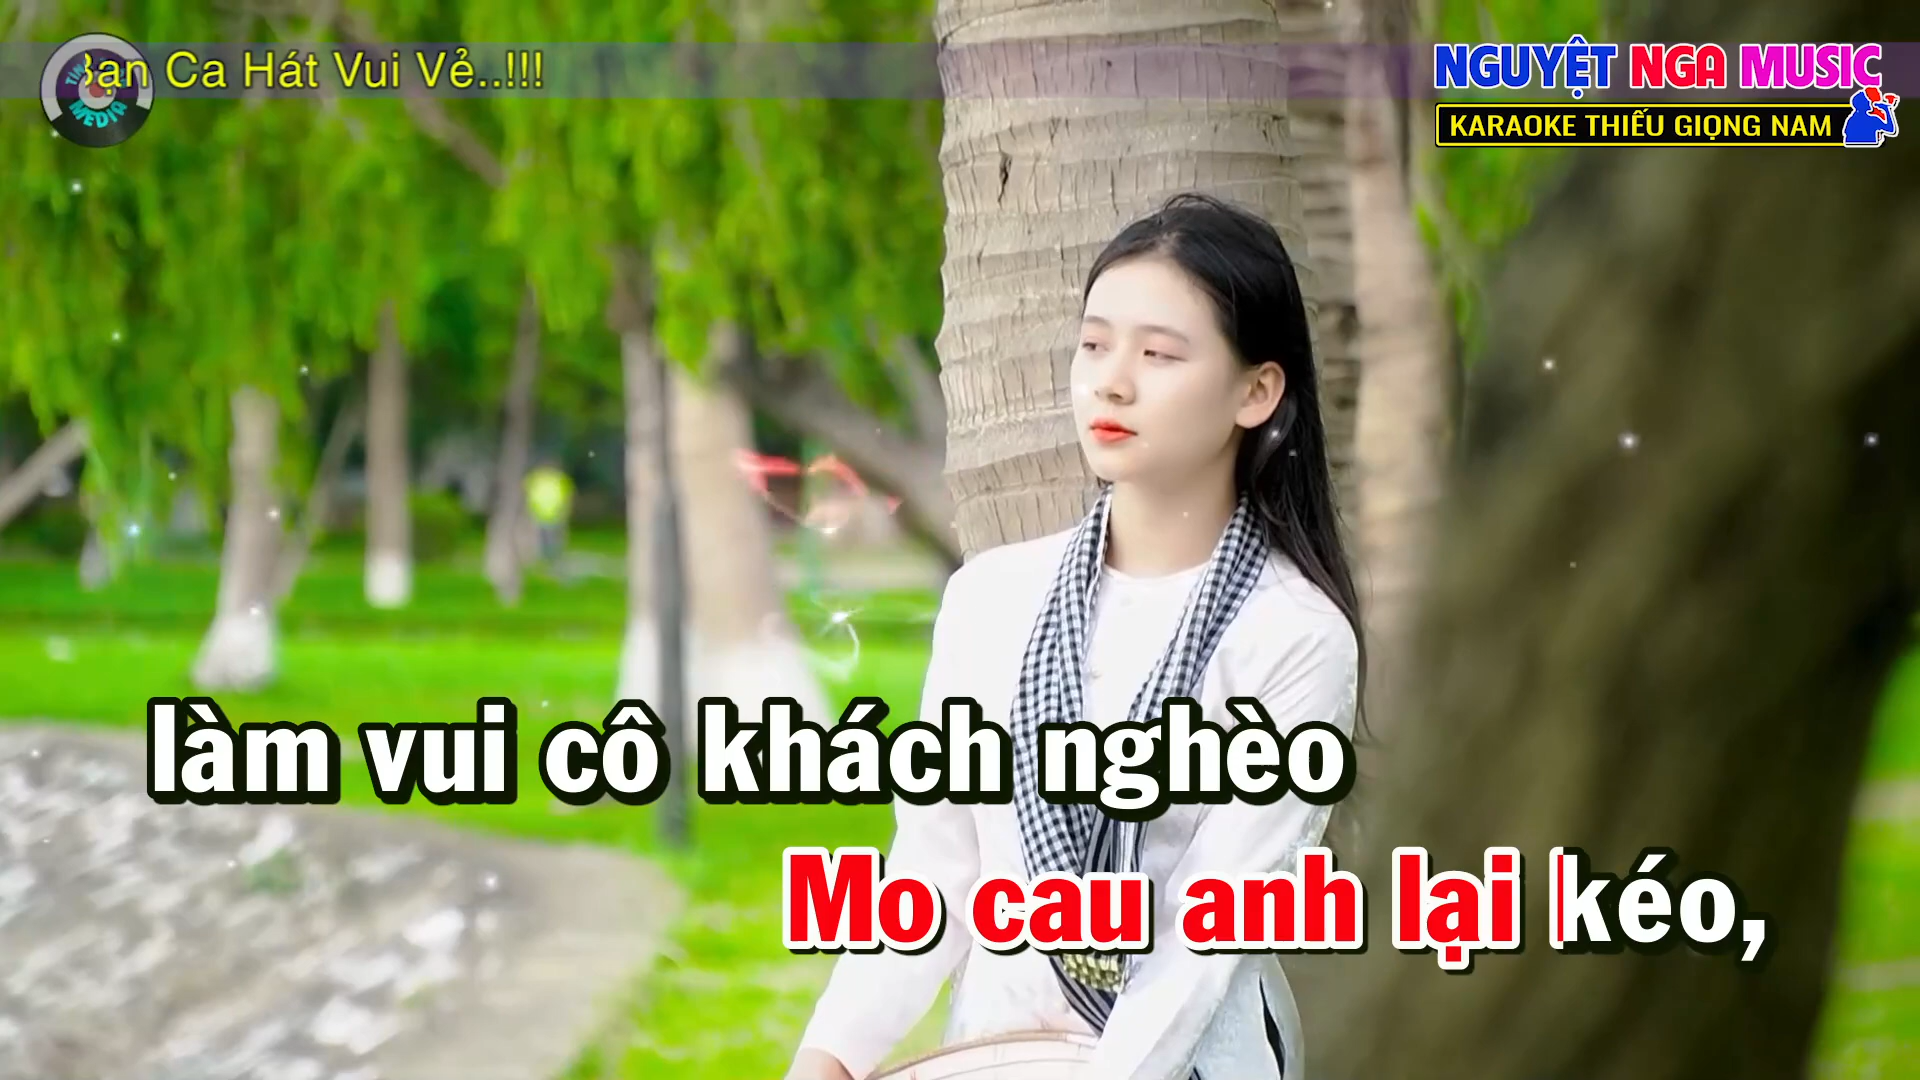 Bạn Ca Hát Vui Vẻ..!!!
NGUYỆT NGA MUSIC
KARAOKE THIẾU GIỌNG NAM
MEDIA
làm vui cô khách nghèo
Mo cau anh lại kéo,